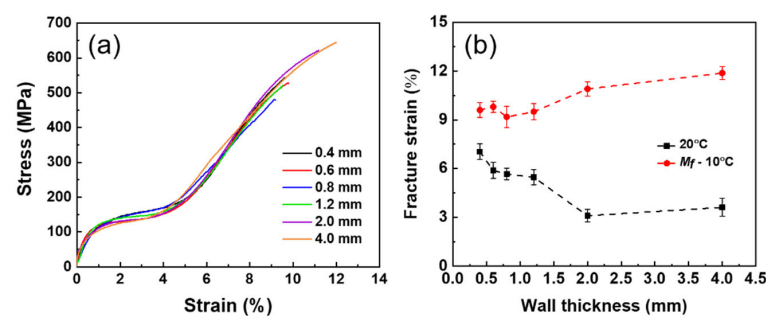 (a)
700
600
500
400
300
200
100
0
Stress (MPa)
0.4 mm
0.6 mm
0.8 mm
1.2 mm
2.0 mm
4.0 mm
0 2 4 6 8 10 12 14
Strain (%)
(b)
15
12
9
6
3
0
Fracture strain (%)
20°C
Mf - 10°C
0.0 0.5 1.0 1.5 2.0 2.5 3.0 3.5 4.0 4.5
Wall thickness (mm)